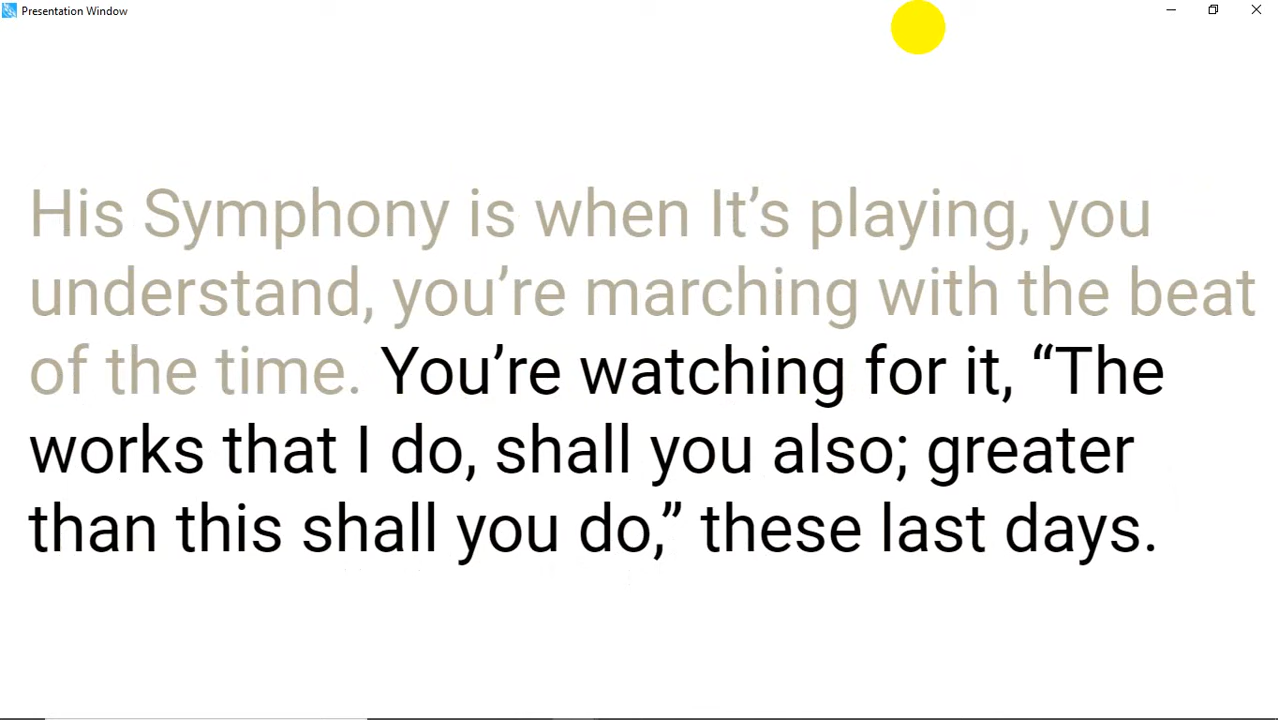 Presentation Window
His Symphony is when It’s playing, you
understand, you’re marching with the beat
of the time. You’re watching for it, “The
works that I do, shall you also; greater
than this shall you do,” these last days.